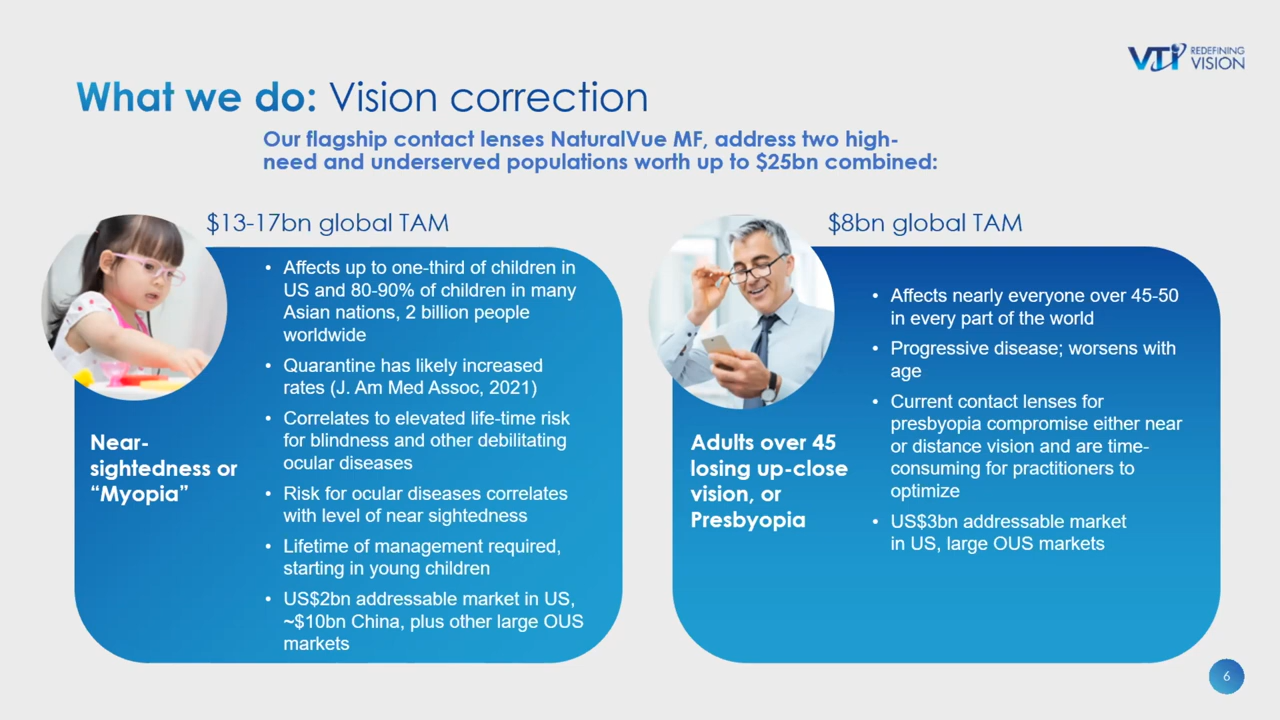 VTI REDEFINING
VISION
What we do: Vision correction
Our flagship contact lenses NaturalVue MF, address two high-
need and underserved populations worth up to $25bn combined:
$13-17bn global TAM
Near-
sightedness or
“Myopia”
• Affects up to one-third of children in
US and 80-90% of children in many
Asian nations, 2 billion people
worldwide
• Quarantine has likely increased
rates (J. Am Med Assoc, 2021)
• Correlates to elevated life-time risk
for blindness and other debilitating
ocular diseases
• Risk for ocular diseases correlates
with level of near sightedness
• Lifetime of management required,
starting in young children
• US$2bn addressable market in US,
~$10bn China, plus other large OUS
markets
$8bn global TAM
Adults over 45
losing up-close
vision, or
Presbyopia
• Affects nearly everyone over 45-50
in every part of the world
• Progressive disease; worsens with
age
• Current contact lenses for
presbyopia compromise either near
or distance vision and are time-
consuming for practitioners to
optimize
• US$3bn addressable market
in US, large OUS markets
6